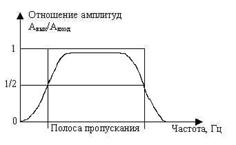 Отношение амплитуд
Aвых/Aвход
1
1/2
0
Полоса пропускания
Частота, Гц